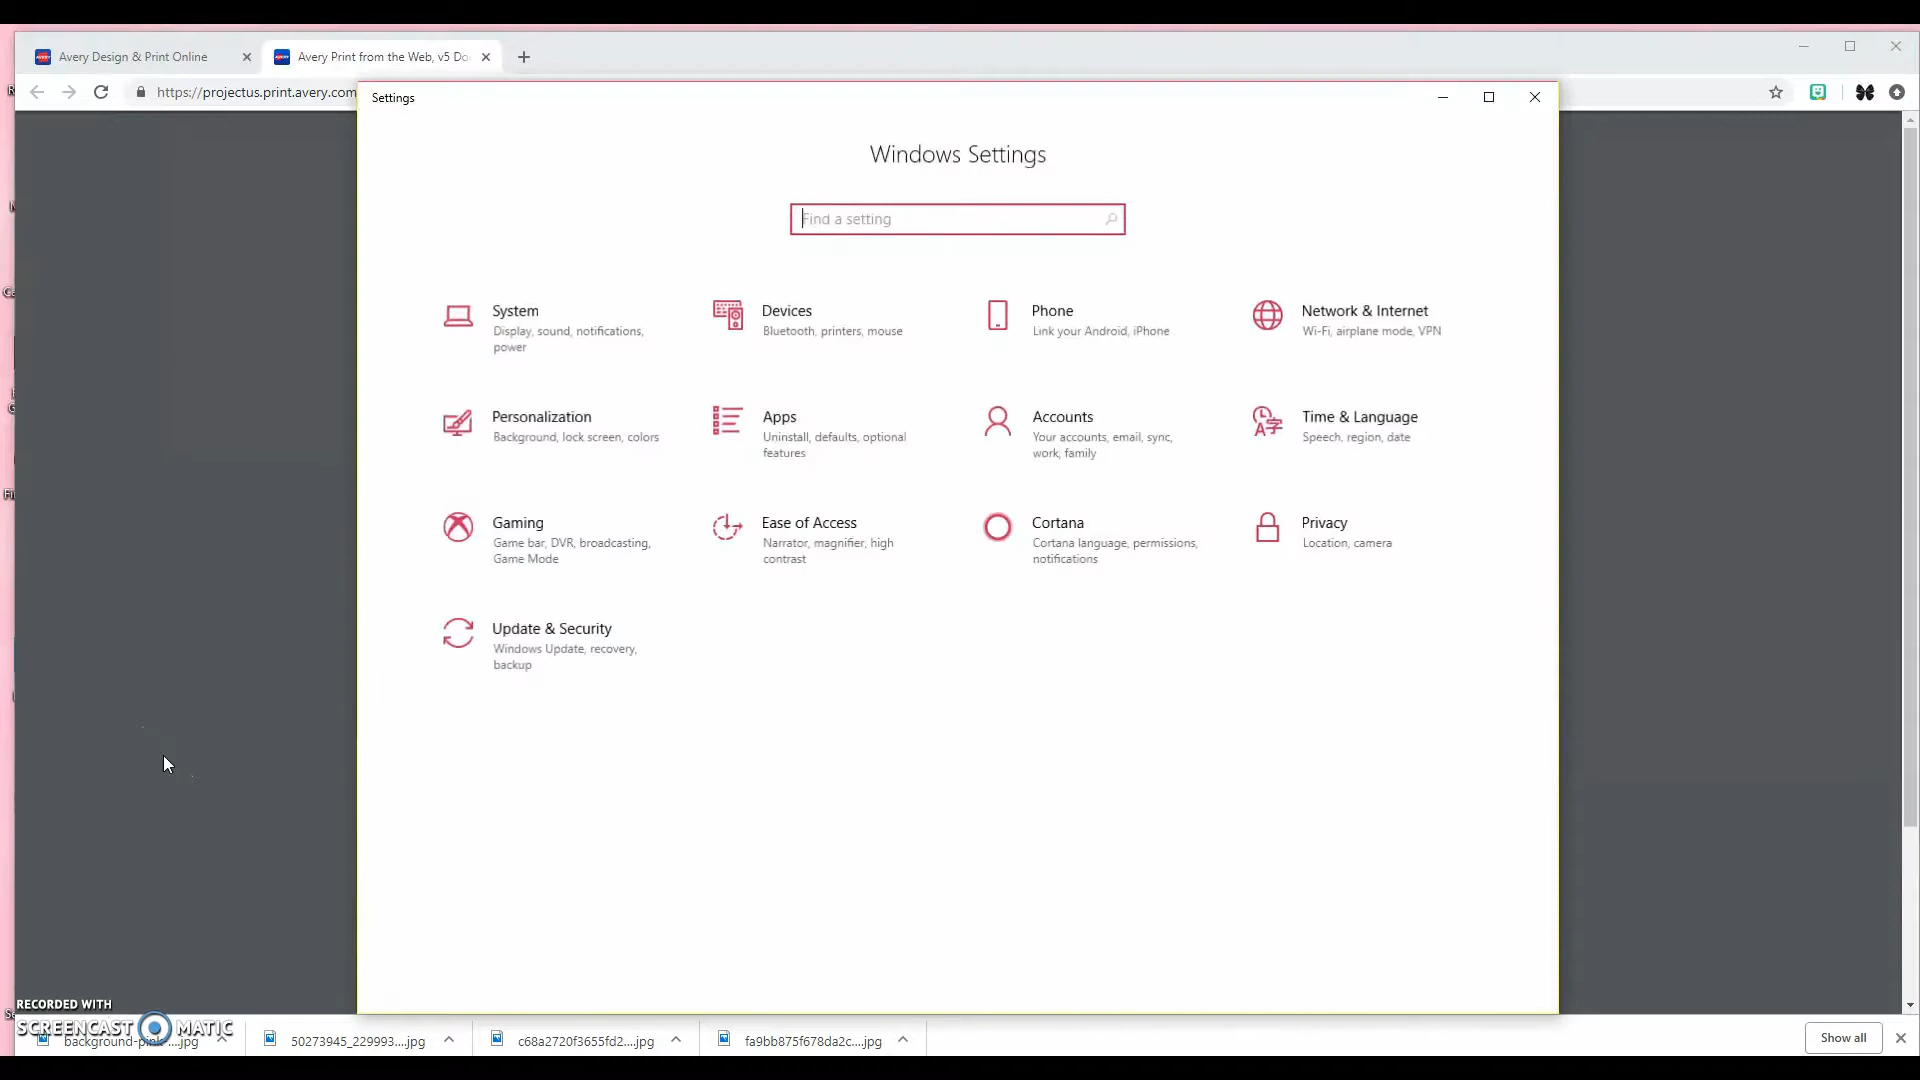 Avery Design & Print Online
Avery Print from the Web, v5 Do
https://projectus.print.avery.com
Settings
Windows Settings
Find a setting
System
Display, sound, notifications,
power
Devices
Bluetooth, printers, mouse
Phone
Link your Android, iPhone
Network & Internet
Wi-Fi, airplane mode, VPN
Personalization
Background, lock screen, colors
Apps
Uninstall, defaults, optional
features
Accounts
Your accounts, email, sync,
work, family
Time & Language
Speech, region, date
Gaming
Game bar, DVR, broadcasting,
Game Mode
Ease of Access
Narrator, magnifier, high
contrast
Cortana
Cortana language, permissions,
notifications
Privacy
Location, camera
Update & Security
Windows Update, recovery,
backup
RECORDED WITH
SCREENCAST MATIC
background-pink-....jpg
50273945_229993....jpg
c68a2720f3655fd2....jpg
fa9bb875f678da2c....jpg
Show all